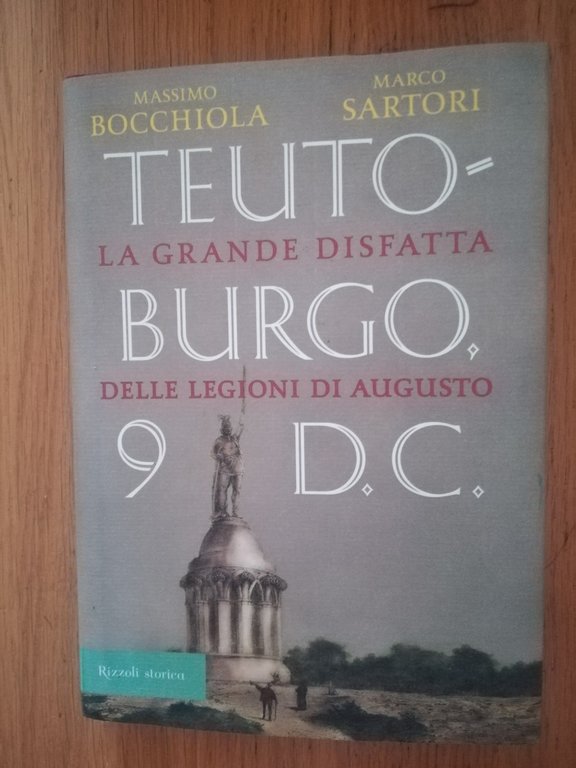 MASSIMO
BOCCHIOLA
MARCO
SARTORI
TEUTO-
LA GRANDE DISFATTA
BURGO,
DELLE LEGIONI DI AUGUSTO
9 D.C.
Rizzoli storica